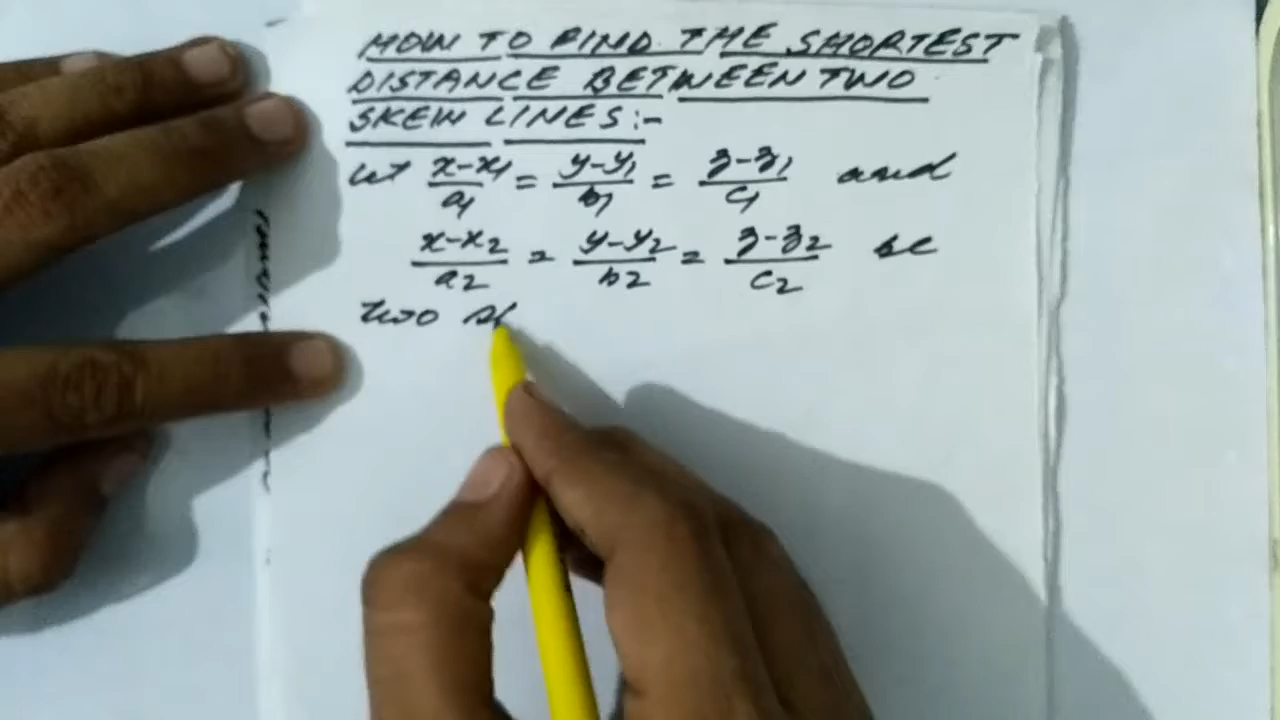 HOW TO FIND THE SHORTEST
DISTANCE BETWEEN TWO
SKEW LINES:-
let x-x₁/a₁ = y-y₁/b₁ = z-z₁/c₁ and
x-x₂/a₂ = y-y₂/b₂ = z-z₂/c₂ be
two sk